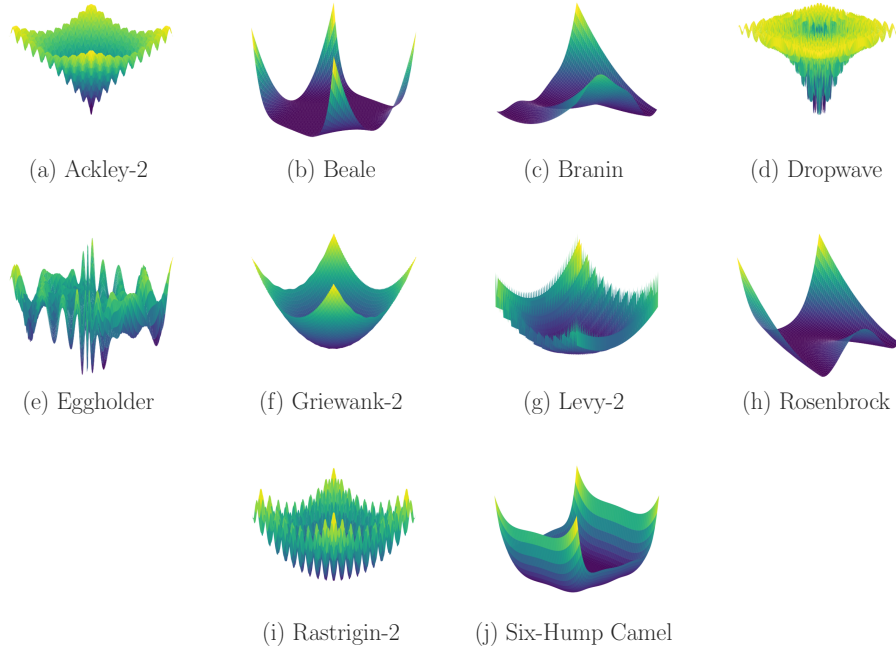 (a) Ackley-2
(b) Beale
(c) Branin
(d) Dropwave
(e) Eggholder
(f) Griewank-2
(g) Levy-2
(h) Rosenbrock
(i) Rastrigin-2
(j) Six-Hump Camel